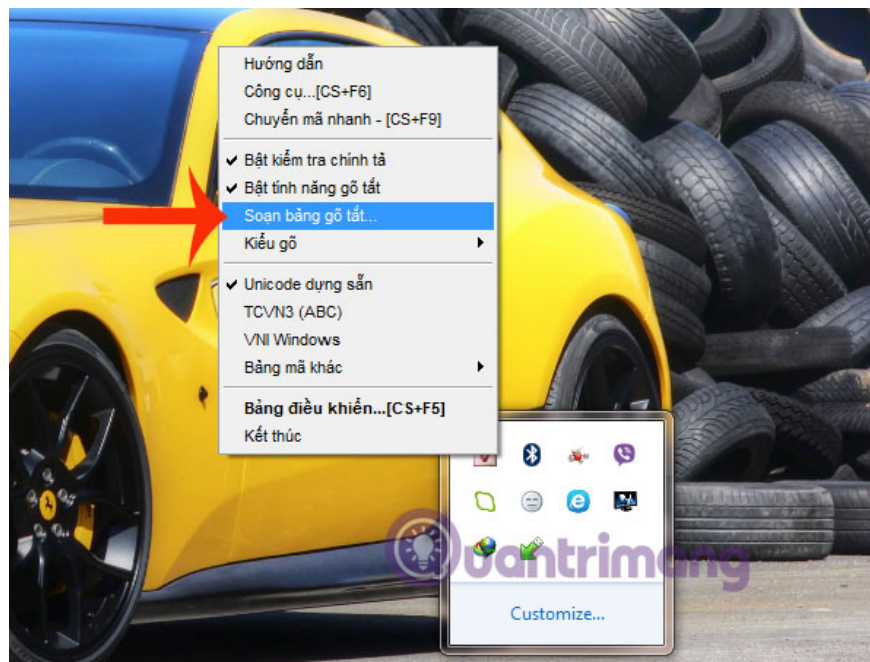 Hướng dẫn
Công cụ...[CS+F6]
Chuyển mã nhanh - [CS+F9]
Bật kiểm tra chính tả
Bật tính năng gõ tắt
Soạn bảng gõ tắt...
Kiểu gõ
Unicode dựng sẵn
TCVN3 (ABC)
VNI Windows
Bảng mã khác
Bảng điều khiển...[CS+F5]
Kết thúc
Quantrimang
Customize...